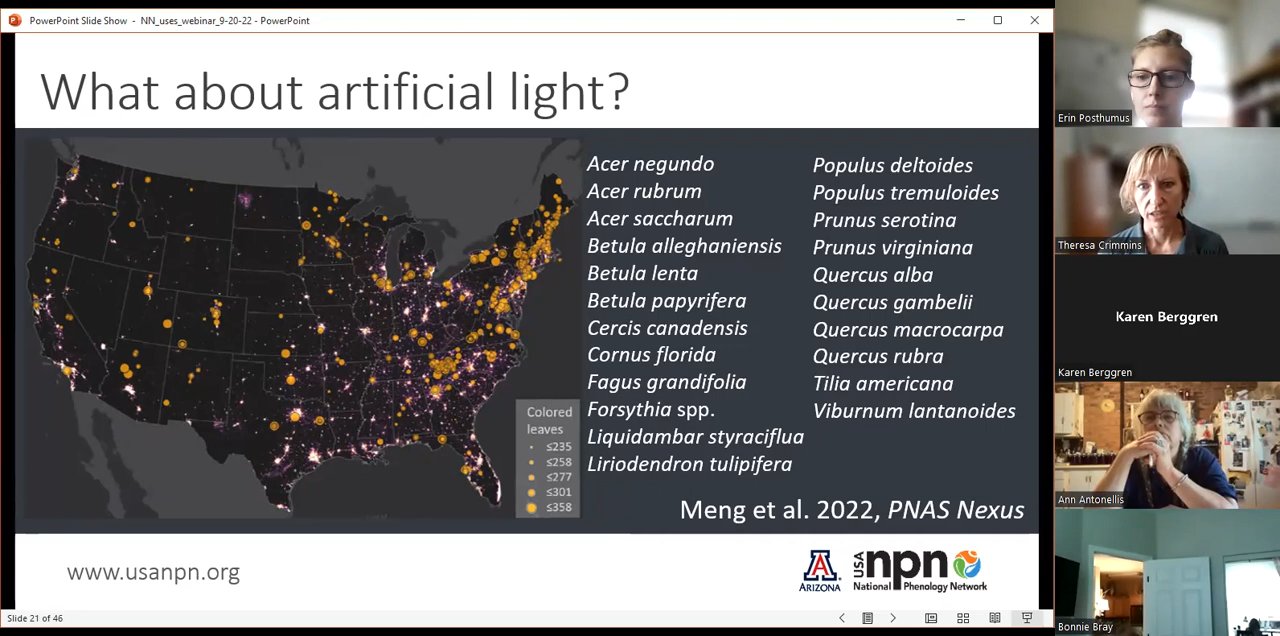 PowerPoint Slide Show - NN_uses_webinar_9-20-22 - PowerPoint
What about artificial light?
Acer negundo
Acer rubrum
Acer saccharum
Betula alleghaniensis
Betula lenta
Betula papyrifera
Cercis canadensis
Cornus florida
Fagus grandifolia
Forsythia spp.
Liquidambar styraciflua
Liriodendron tulipifera
Populus deltoides
Populus tremuloides
Prunus serotina
Prunus virginiana
Quercus alba
Quercus gambelii
Quercus macrocarpa
Quercus rubra
Tilia americana
Viburnum lantanoides
Colored
leaves
≤235
≤258
≤277
≤301
≤358
Meng et al. 2022, PNAS Nexus
www.usanpn.org
A
ARIZONA
USA
npn
National Phenology Network
Slide 21 of 46
Erin Posthumus
Theresa Crimmins
Karen Berggren
Karen Berggren
Ann Antonellis
Bonnie Bray